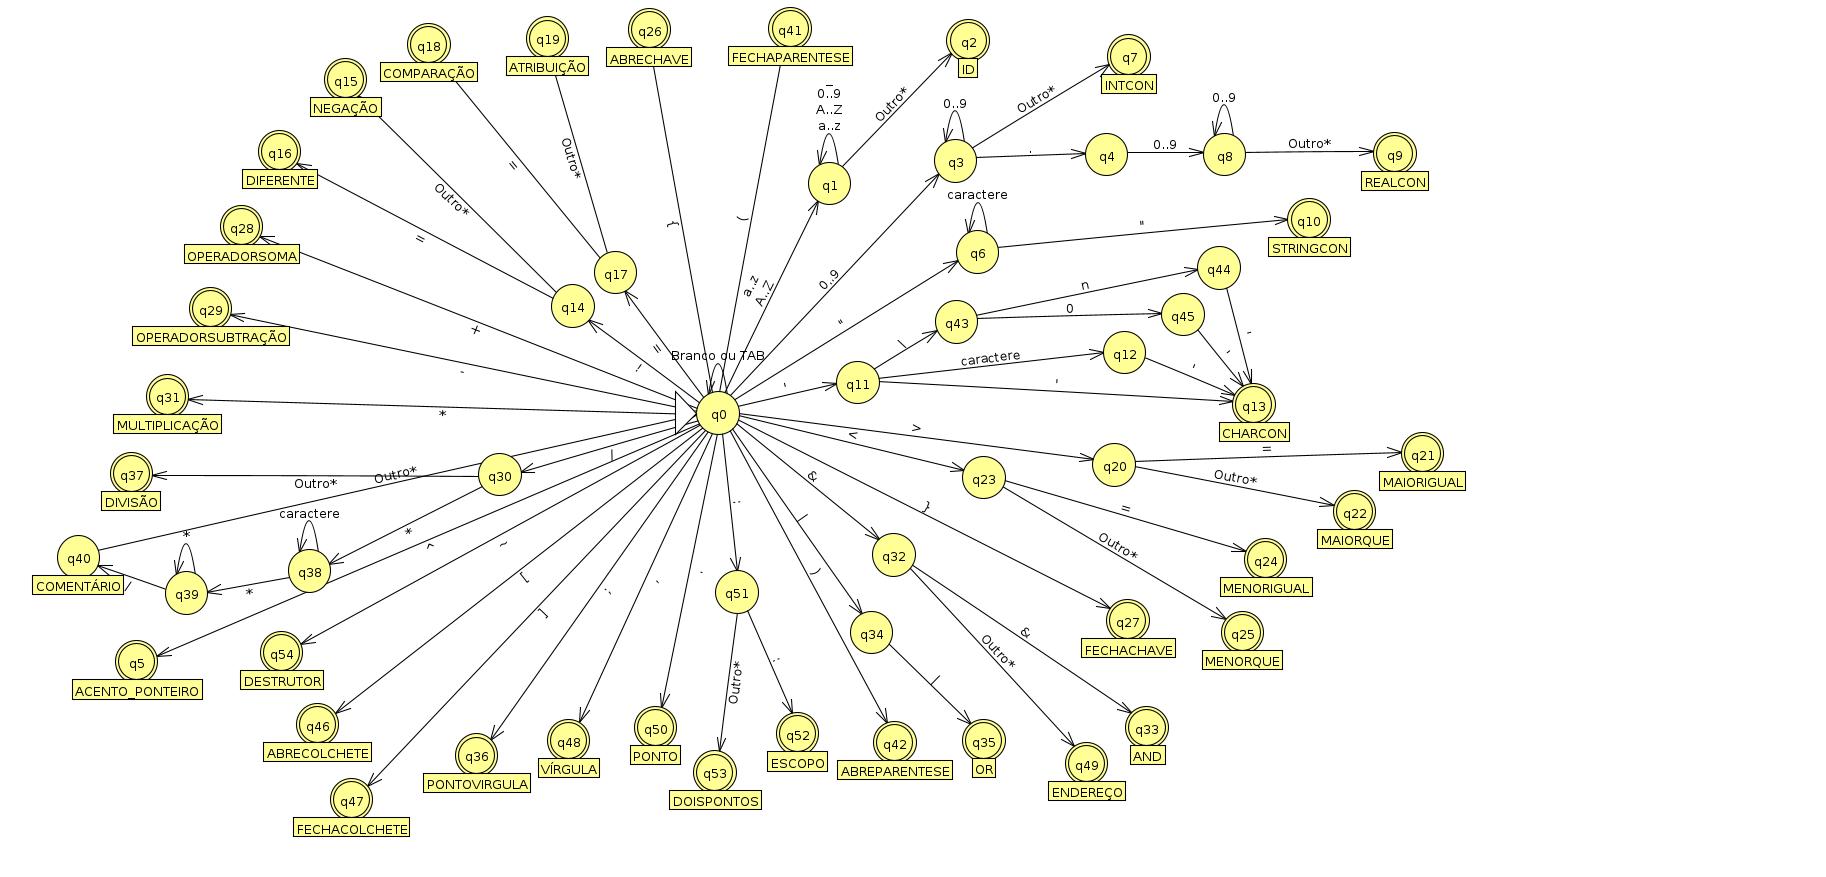 q26
ABRECHAVE
q41
FECHAPARENTESE
q19
ATRIBUIÇÃO
q18
COMPARAÇÃO
q2
ID
q7
INTCON
q15
NEGAÇÃO
_
0..9
A..Z
a..z
Outro*
0..9
Outro*
0..9
q16
DIFERENTE
=
Outro*
q1
q3
.
q4
0..9
q8
Outro*
q9
REALCON
Outro*
caractere
q28
OPERADORSOMA
=
}
(
q6
"
q10
STRINGCON
q17
q14
a..z
A..Z
0..9
n
q44
q29
OPERADORSUBTRAÇÃO
+
"
q43
0
q45
-
=
!
Branco ou TAB
\
caractere
q12
'
'
'
q31
MULTIPLICAÇÃO
*
q0
'
q11
'
q13
CHARCON
q37
DIVISÃO
Outro*
Outro*
q30
/
<
>
q23
q20
=
q21
MAIORIGUAL
Outro*
q22
MAIORQUE
caractere
*
*
^
~
[
:
&
|
}
=
Outro*
q40
COMENTÁRIO
/
q39
*
q38
q32
q24
MENORIGUAL
]
;
,
.
q51
)
q34
q27
FECHACHAVE
q25
MENORQUE
q5
ACENTO_PONTEIRO
q54
DESTRUTOR
Outro*
:
|
Outro*
&
q46
ABRECOLCHETE
q36
PONTOVIRGULA
q48
VÍRGULA
q50
PONTO
q52
ESCOPO
q42
ABREPARENTESE
q35
OR
q33
AND
q47
FECHACOLCHETE
q53
DOISPONTOS
q49
ENDEREÇO